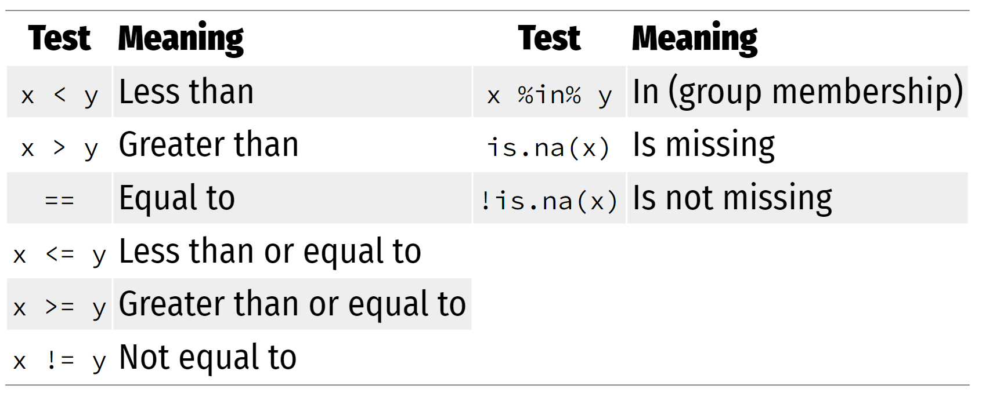 Test Meaning Test Meaning
x < y Less than x %in% y In (group membership)
x > y Greater than is.na(x) Is missing
== Equal to !is.na(x) Is not missing
x <= y Less than or equal to
x >= y Greater than or equal to
x != y Not equal to